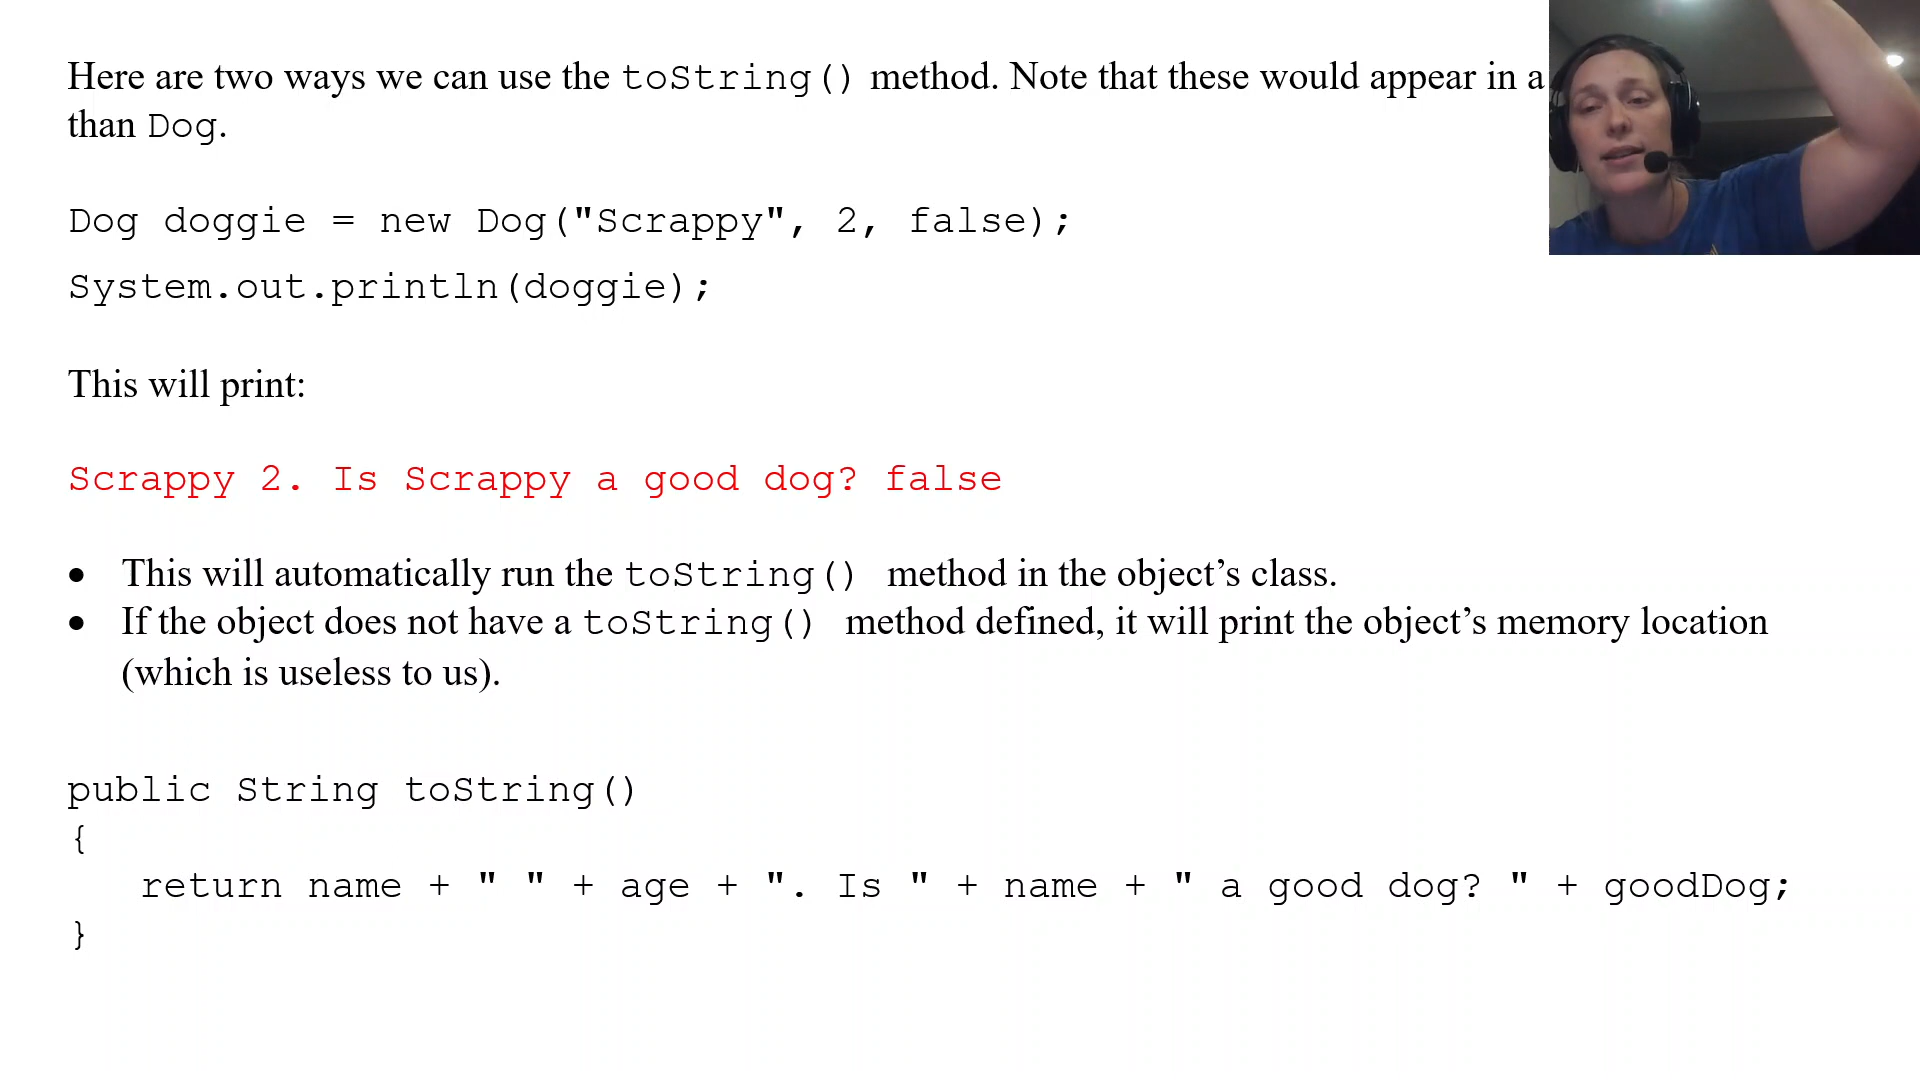 Here are two ways we can use the toString() method. Note that these would appear in a
than Dog.
Dog doggie = new Dog("Scrappy", 2, false);
System.out.println(doggie);
This will print:
Scrappy 2. Is Scrappy a good dog? false
• This will automatically run the toString() method in the object’s class.
• If the object does not have a toString() method defined, it will print the object’s memory location
(which is useless to us).
public String toString()
{
return name + " " + age + ". Is " + name + " a good dog? " + goodDog;
}